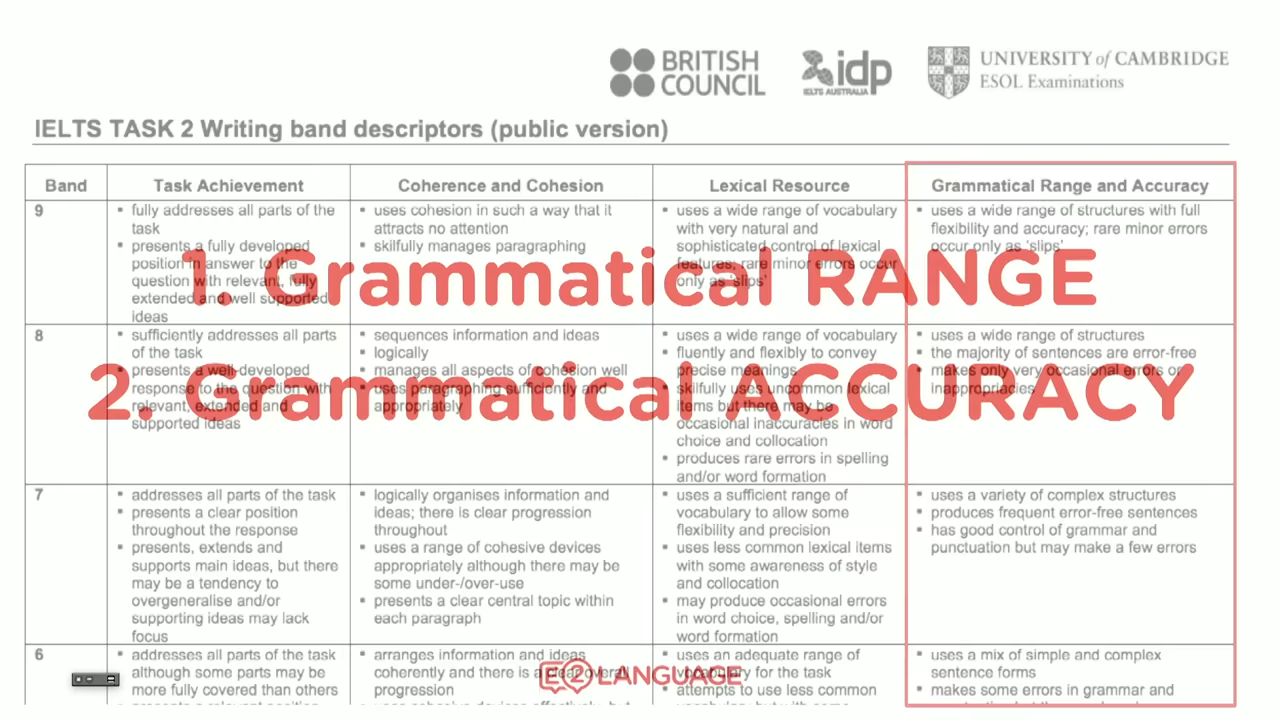 BRITISH
COUNCIL
idp
IELTS AUSTRALIA
UNIVERSITY of CAMBRIDGE
ESOL Examinations
IELTS TASK 2 Writing band descriptors (public version)
Band
Task Achievement
Coherence and Cohesion
Lexical Resource
Grammatical Range and Accuracy
9
fully addresses all parts of the
task
presents a fully developed
position in answer to the
question with relevant, fully
extended and well supported
ideas
uses cohesion in such a way that it
attracts no attention
skilfully manages paragraphing
uses a wide range of vocabulary
with very natural and
sophisticated control of lexical
features; rare minor errors occur
only as 'slips'
uses a wide range of structures with full
flexibility and accuracy; rare minor errors
occur only as 'slips'
1. Grammatical RANGE
8
sufficiently addresses all parts
of the task
presents a well-developed
response to the question with
relevant, extended and
supported ideas
sequences information and ideas
logically
manages all aspects of cohesion well
uses paragraphing sufficiently and
appropriately
uses a wide range of vocabulary
fluently and flexibly to convey
precise meanings
skilfully uses uncommon lexical
items but there may be
occasional inaccuracies in word
choice and collocation
produces rare errors in spelling
and/or word formation
uses a wide range of structures
the majority of sentences are error-free
makes only very occasional errors or
inappropriacies
2. Grammatical ACCURACY
7
addresses all parts of the task
presents a clear position
throughout the response
presents, extends and
supports main ideas, but there
may be a tendency to
overgeneralise and/or
supporting ideas may lack
focus
logically organises information and
ideas; there is clear progression
throughout
uses a range of cohesive devices
appropriately although there may be
some under-/over-use
presents a clear central topic within
each paragraph
uses a sufficient range of
vocabulary to allow some
flexibility and precision
uses less common lexical items
with some awareness of style
and collocation
may produce occasional errors
in word choice, spelling and/or
word formation
uses a variety of complex structures
produces frequent error-free sentences
has good control of grammar and
punctuation but may make a few errors
6
addresses all parts of the task
although some parts may be
more fully covered than others
arranges information and ideas
coherently and there is a clear overall
progression
uses an adequate range of
vocabulary for the task
attempts to use less common
uses a mix of simple and complex
sentence forms
makes some errors in grammar and
E2 LANGUAGE